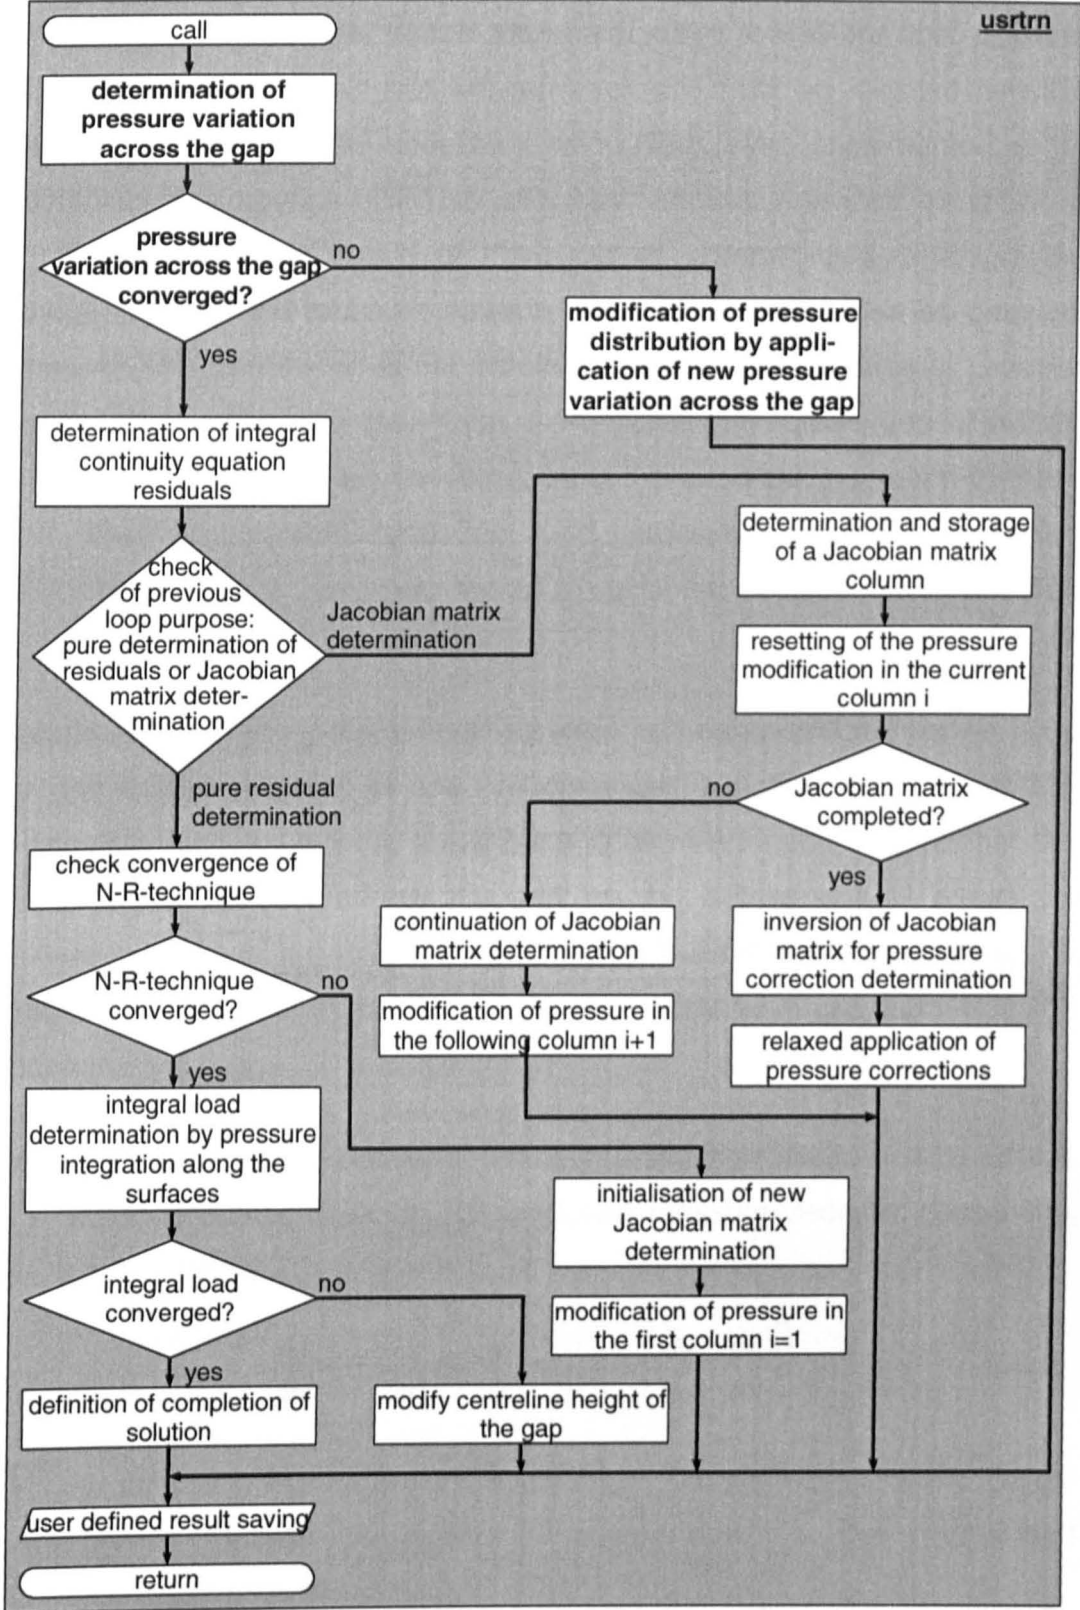 usrtrn
call
determination of
pressure variation
across the gap
pressure
variation across the gap
converged?
no
yes
modification of pressure
distribution by appli-
cation of new pressure
variation across the gap
determination of integral
continuity equation
residuals
check
of previous
loop purpose:
pure determination of
residuals or Jacobian
matrix deter-
mination
Jacobian matrix
determination
pure residual
determination
determination and storage
of a Jacobian matrix
column
resetting of the pressure
modification in the current
column i
Jacobian matrix
completed?
no
yes
continuation of Jacobian
matrix determination
modification of pressure in
the following column i+1
inversion of Jacobian
matrix for pressure
correction determination
relaxed application of
pressure corrections
check convergence of
N-R-technique
N-R-technique
converged?
no
yes
initialisation of new
Jacobian matrix
determination
modification of pressure in
the first column i=1
integral load
determination by pressure
integration along the
surfaces
integral load
converged?
no
yes
modify centreline height of
the gap
definition of completion of
solution
user defined result saving
return